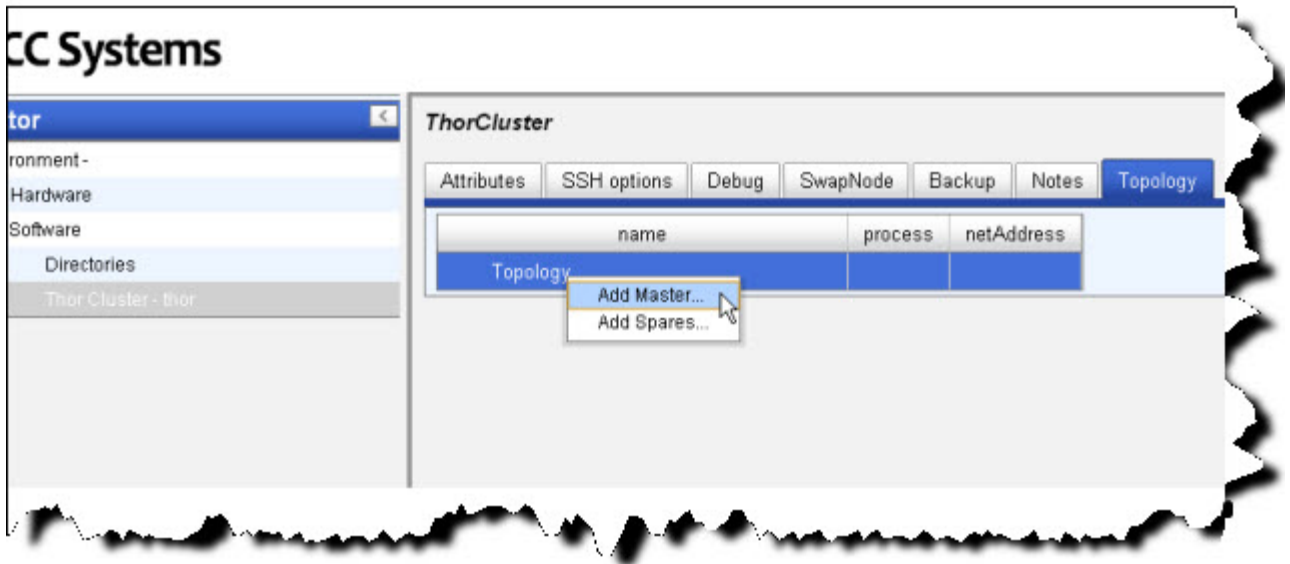 CC Systems
tor
ronment -
Hardware
Software
Directories
Thor Cluster - thor
ThorCluster
Attributes SSH options Debug SwapNode Backup Notes Topology
name process netAddress
Topology
Add Master...
Add Spares...